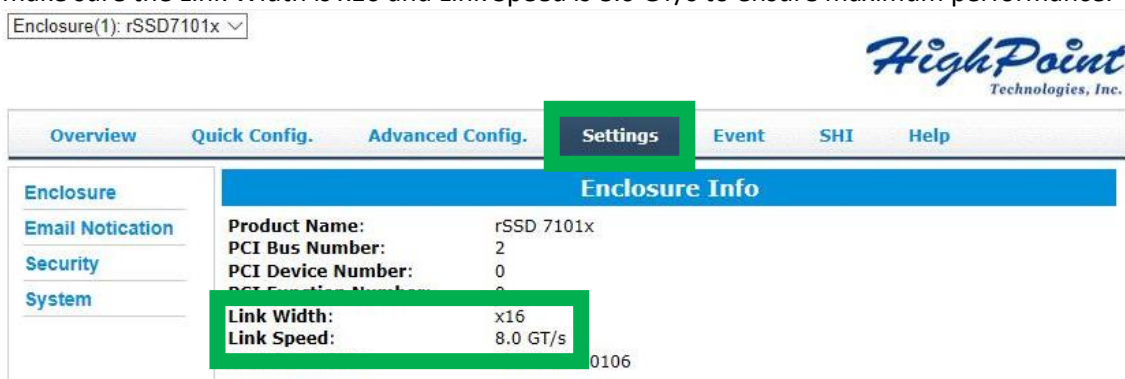 Enclosure(1): rSSD7101x
HighPoint
Technologies, Inc.
Overview Quick Config. Advanced Config. Settings Event SHI Help
Enclosure
Email Notication
Security
System
Enclosure Info
Product Name: rSSD 7101x
PCI Bus Number: 2
PCI Device Number: 0
Link Width: x16
Link Speed: 8.0 GT/s
0106